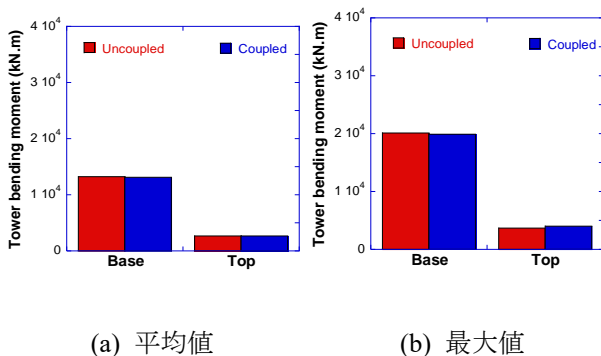 Tower bending moment (kN.m)
4 10⁴
3 10⁴
2 10⁴
1 10⁴
0
Uncoupled
Coupled
Base
Top
Tower bending moment (kN.m)
4 10⁴
3 10⁴
2 10⁴
1 10⁴
0
Uncoupled
Coupled
Base
Top
(a) 平均値
(b) 最大値